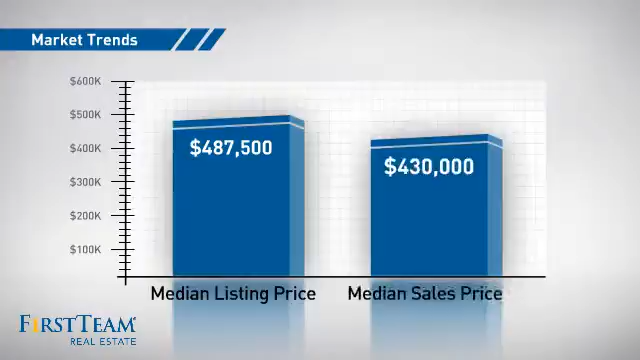 Market Trends
$600K
$500K
$400K
$300K
$200K
$100K
$487,500
$430,000
Median Listing Price
Median Sales Price
FIRSTTEAM®
REAL ESTATE